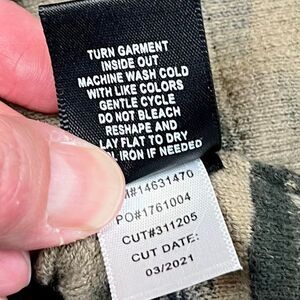 TURN GARMENT
INSIDE OUT
MACHINE WASH COLD
WITH LIKE COLORS
GENTLE CYCLE
DO NOT BLEACH
RESHAPE AND
LAY FLAT TO DRY
IRON IF NEEDED
M#14631470
PO#1761004
CUT#311205
CUT DATE:
03/2021